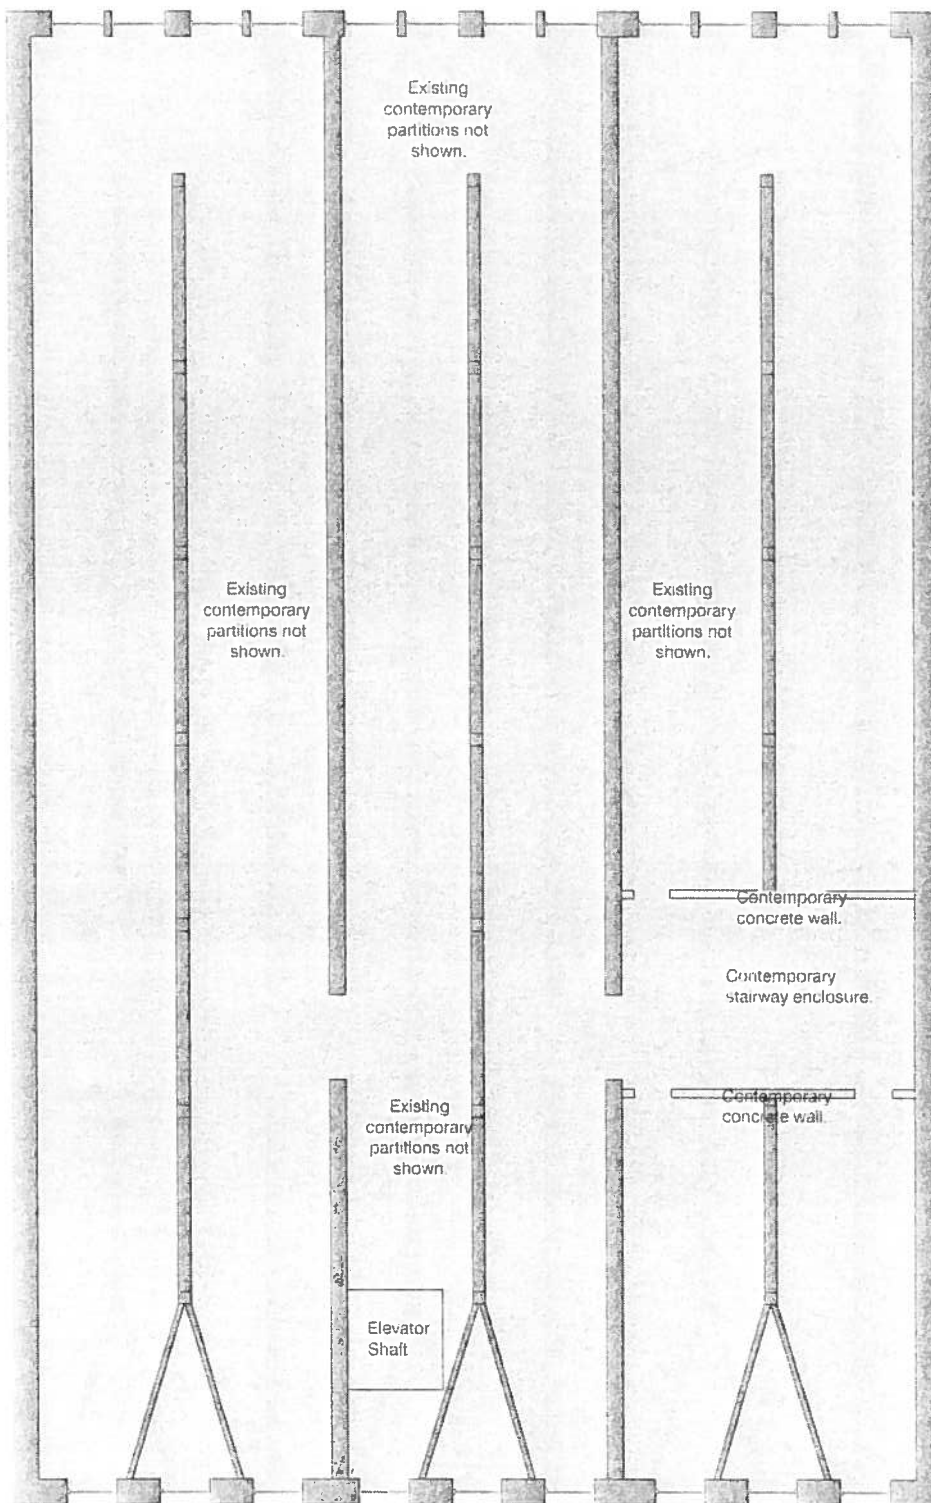 Existing
contemporary
partitions not
shown.
Existing
contemporary
partitions not
shown.
Existing
contemporary
partitions not
shown.
Contemporary
concrete wall.
Contemporary
stairway enclosure.
Contemporary
concrete wall.
Existing
contemporary
partitions not
shown.
Elevator
Shaft